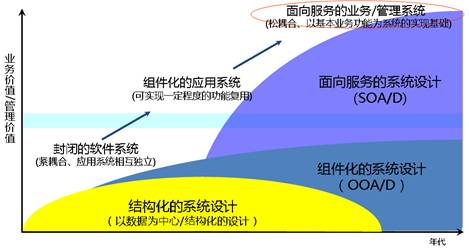 面向服务的业务/管理系统
(松耦合、以基本业务功能为系统的实现基础)
组件化的应用系统
(可实现一定程度的功能复用)
面向服务的系统设计
(SOA/D)
封闭的软件系统
(紧耦合、应用系统相互独立)
组件化的系统设计
(OOA/D)
结构化的系统设计
(以数据为中心/结构化的设计)
业务价值/管理价值
年代